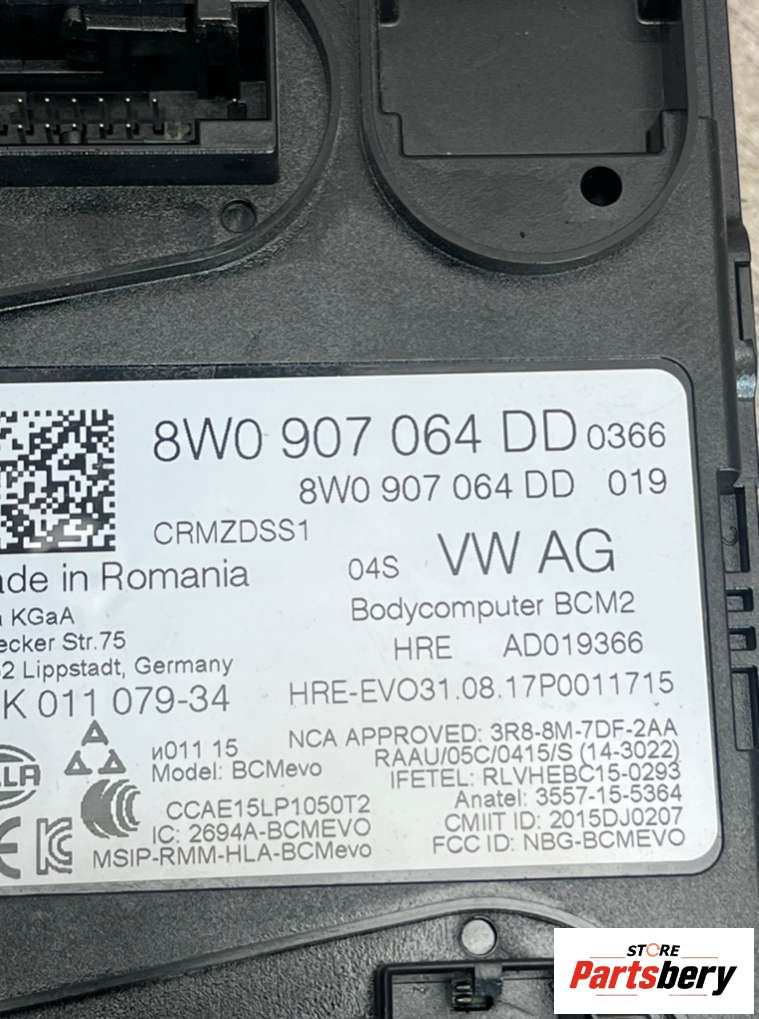 8W0 907 064 DD 0366
8W0 907 064 DD 019
CRMZDSS1
ade in Romania
04S VW AG
a KGaA
Bodycomputer BCM2
ecker Str.75
HRE AD019366
2 Lippstadt, Germany
K 011 079-34
HRE-EVO31.08.17P0011715
и011 15
Model: BCMevo
NCA APPROVED: 3R8-8M-7DF-2AA
RAAU/05C/0415/S (14-3022)
IFETEL: RLVHEBC15-0293
Anatel: 3557-15-5364
CMIIT ID: 2015DJ0207
FCC ID: NBG-BCMEVO
LLA
CCAE15LP1050T2
IC: 2694A-BCMEVO
MSIP-RMM-HLA-BCMevo
STORE
Partsbery